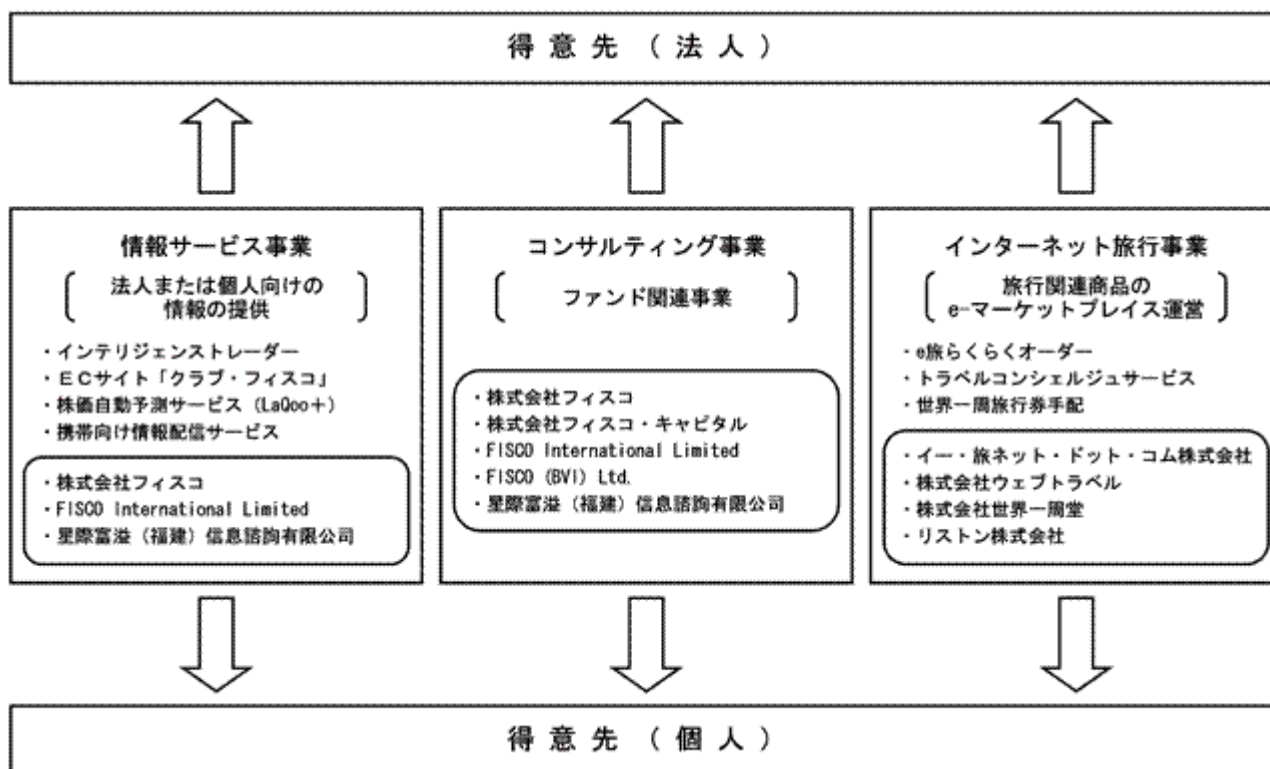 得意先(法人)
情報サービス事業
法人または個人向けの
情報の提供
・インテリジェンストレーダー
・ECサイト「クラブ・フィスコ」
・株価自動予測サービス(LaQoo+)
・携帯向け情報配信サービス
・株式会社フィスコ
・FISCO International Limited
・星際富溢(福建)信息諮詢有限公司
コンサルティング事業
ファンド関連事業
・株式会社フィスコ
・株式会社フィスコ・キャピタル
・FISCO International Limited
・FISCO (BVI) Ltd.
・星際富溢(福建)信息諮詢有限公司
インターネット旅行事業
旅行関連商品の
e-マーケットプレイス運営
・e旅らくらくオーダー
・トラベルコンシェルジュサービス
・世界一周旅行券手配
・イー・旅ネット・ドット・コム株式会社
・株式会社ウェブトラベル
・株式会社世界一周堂
・リストン株式会社
得意先(個人)